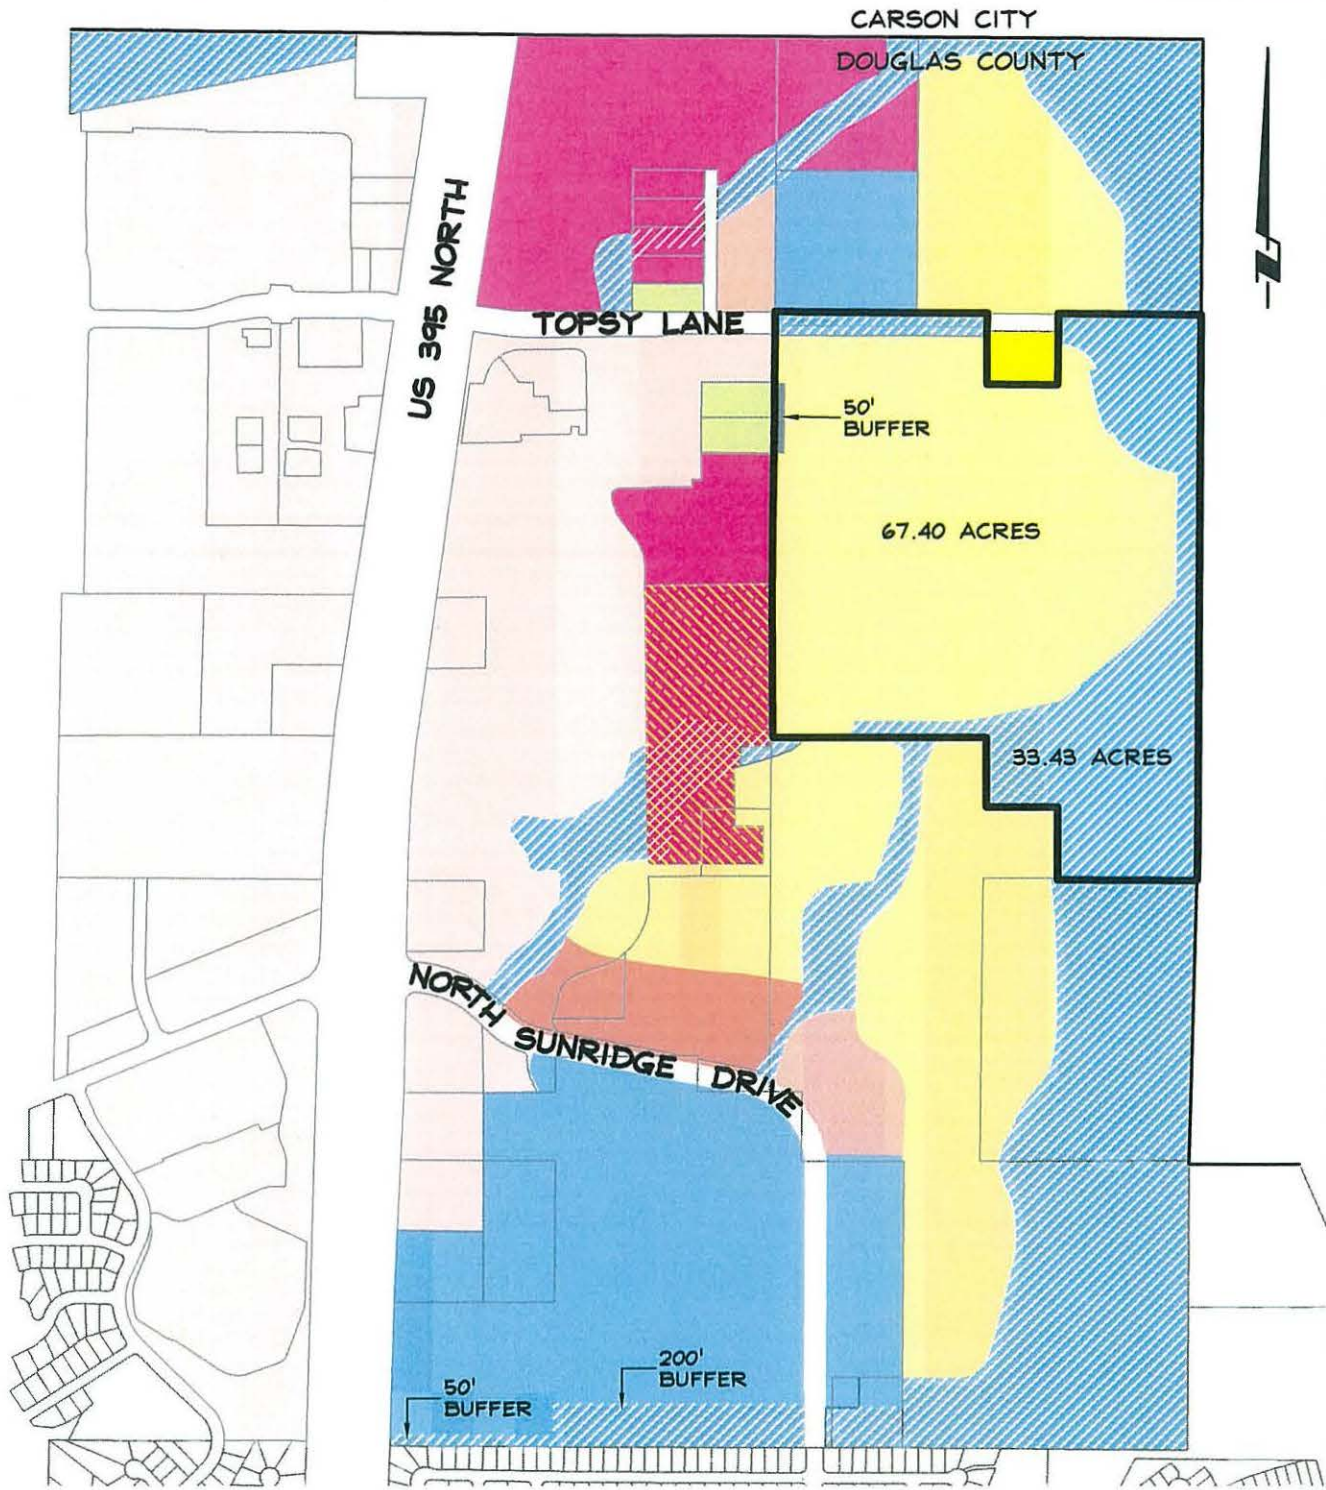 CARSON CITY
DOUGLAS COUNTY
US 395 NORTH
TOPSY LANE
50'
BUFFER
67.40 ACRES
33.43 ACRES
NORTH SUNRIDGE DRIVE
200'
BUFFER
50'
BUFFER